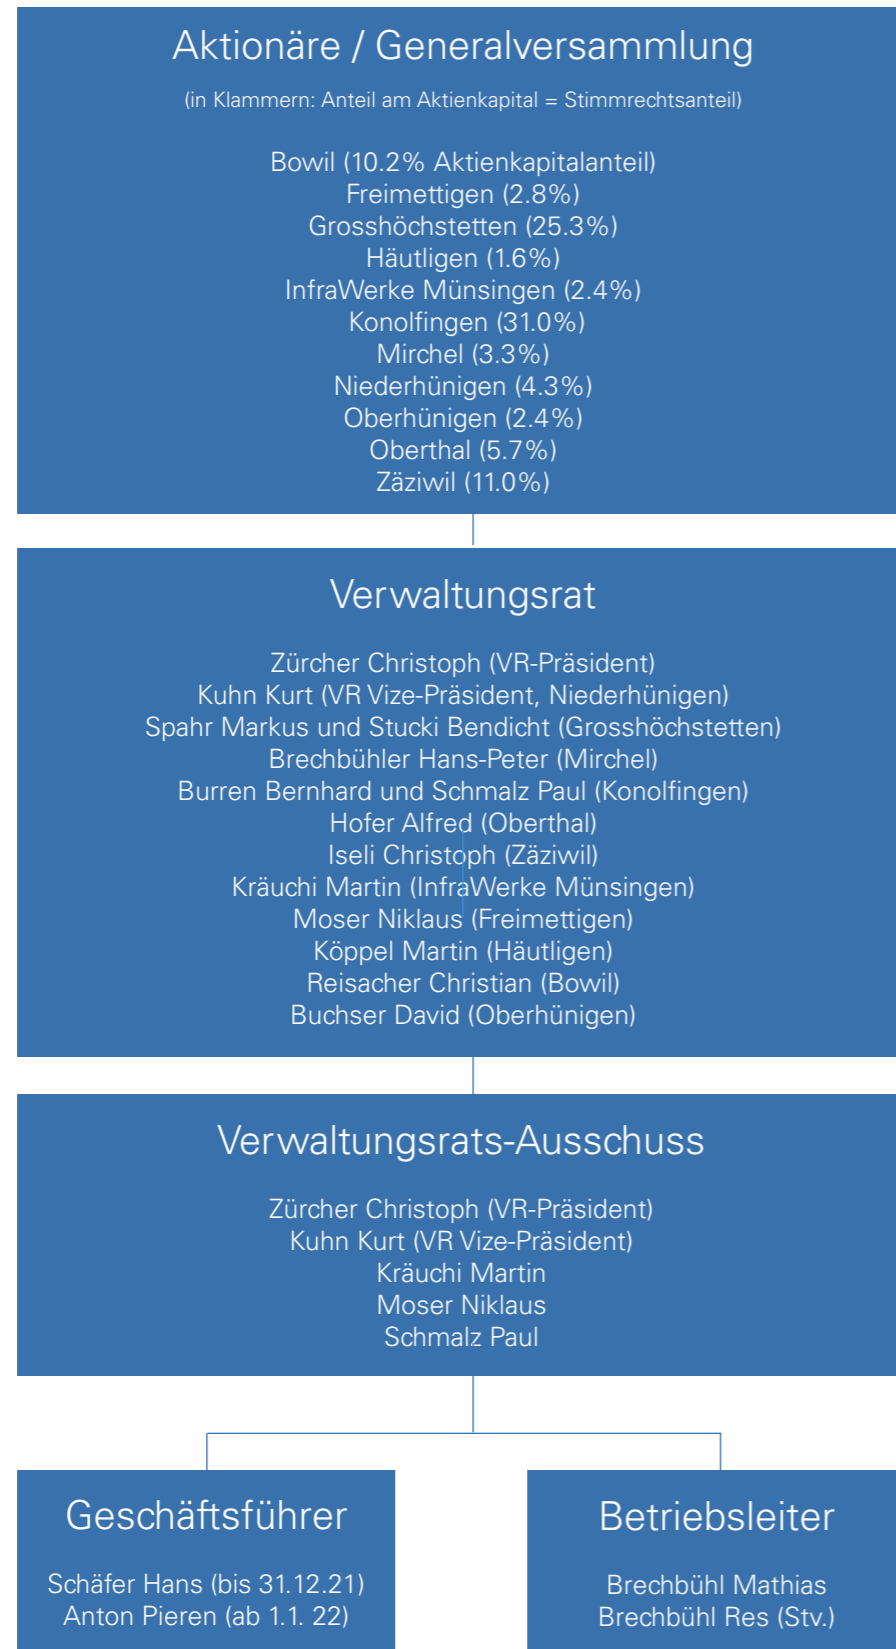 Aktionäre / Generalversammlung
(in Klammern: Anteil am Aktienkapital = Stimmrechtsanteil)
Bowil (10.2% Aktienkapitalanteil)
Freimettigen (2.8%)
Grosshöchstetten (25.3%)
Häutligen (1.6%)
InfraWerke Münsingen (2.4%)
Konolfingen (31.0%)
Mirchel (3.3%)
Niederhünigen (4.3%)
Oberhünigen (2.4%)
Oberthal (5.7%)
Zäziwil (11.0%)
Verwaltungsrat
Zürcher Christoph (VR-Präsident)
Kuhn Kurt (VR Vize-Präsident, Niederhünigen)
Spahr Markus und Stucki Bendicht (Grosshöchstetten)
Brechbühler Hans-Peter (Mirchel)
Burren Bernhard und Schmalz Paul (Konolfingen)
Hofer Alfred (Oberthal)
Iseli Christoph (Zäziwil)
Kräuchi Martin (InfraWerke Münsingen)
Moser Niklaus (Freimettigen)
Köppel Martin (Häutligen)
Reisacher Christian (Bowil)
Buchser David (Oberhünigen)
Verwaltungsrats-Ausschuss
Zürcher Christoph (VR-Präsident)
Kuhn Kurt (VR Vize-Präsident)
Kräuchi Martin
Moser Niklaus
Schmalz Paul
Geschäftsführer
Schäfer Hans (bis 31.12.21)
Anton Pieren (ab 1.1. 22)
Betriebsleiter
Brechbühl Mathias
Brechbühl Res (Stv.)